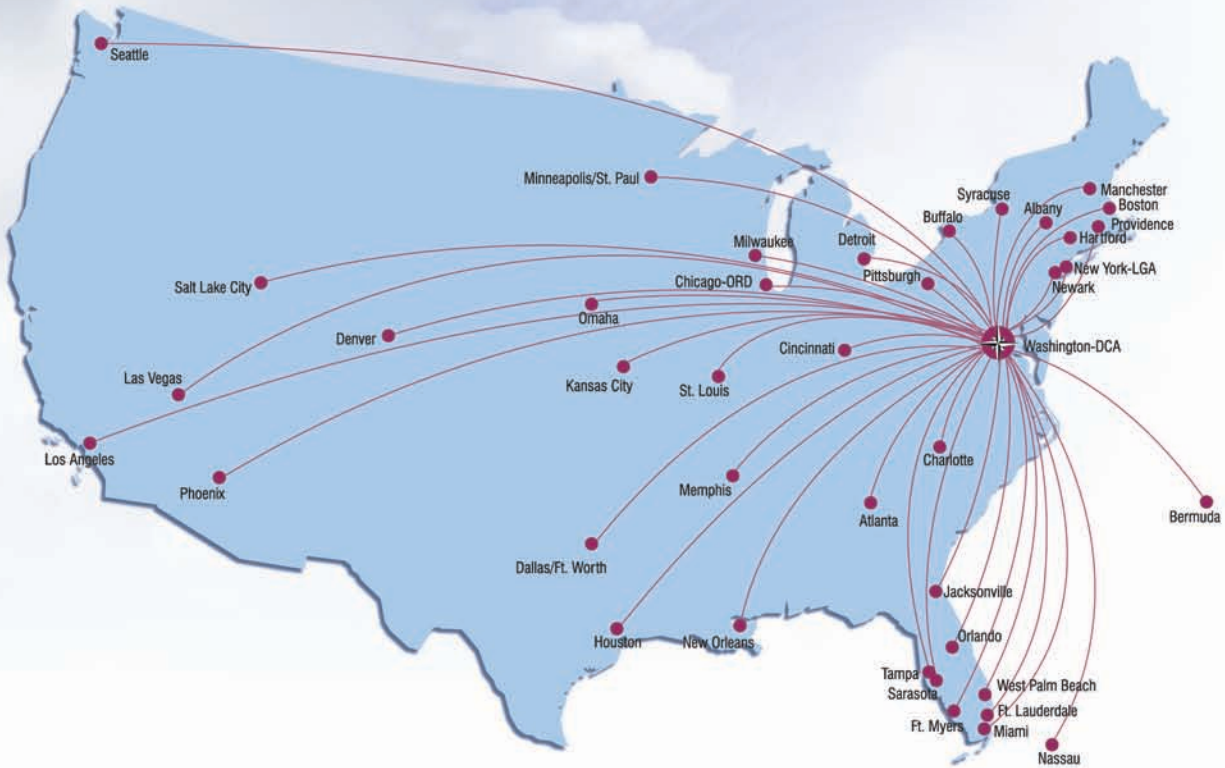 Seattle
Minneapolis/St. Paul
Manchester
Syracuse
Boston
Albany
Buffalo
Providence
Hartford
Milwaukee
Detroit
New York-LGA
Pittsburgh
Chicago-ORD
Newark
Salt Lake City
Omaha
Denver
Washington-DCA
Cincinnati
Las Vegas
Kansas City
St. Louis
Los Angeles
Charlotte
Phoenix
Memphis
Bermuda
Atlanta
Dallas/Ft. Worth
Jacksonville
Orlando
Houston
New Orleans
Tampa
West Palm Beach
Sarasota
Ft. Lauderdale
Ft. Myers
Miami
Nassau